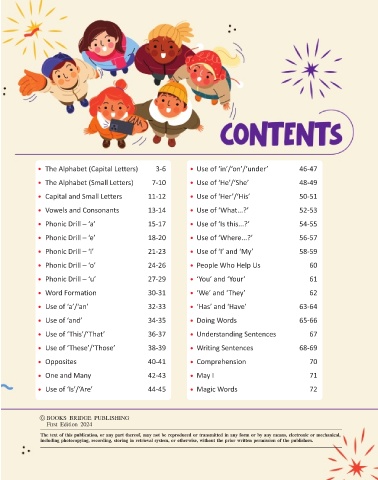 CONTENTS
• The Alphabet (Capital Letters) 3-6
• The Alphabet (Small Letters) 7-10
• Capital and Small Letters 11-12
• Vowels and Consonants 13-14
• Phonic Drill – ‘a’ 15-17
• Phonic Drill – ‘e’ 18-20
• Phonic Drill – ‘i’ 21-23
• Phonic Drill – ‘o’ 24-26
• Phonic Drill – ‘u’ 27-29
• Word Formation 30-31
• Use of ‘a’/‘an’ 32-33
• Use of ‘and’ 34-35
• Use of ‘This’/‘That’ 36-37
• Use of ‘These’/‘Those’ 38-39
• Opposites 40-41
• One and Many 42-43
• Use of ‘Is’/‘Are’ 44-45
• Use of ‘in’/‘on’/‘under’ 46-47
• Use of ‘He’/‘She’ 48-49
• Use of ‘Her’/‘His’ 50-51
• Use of ‘What...?’ 52-53
• Use of ‘Is this...?’ 54-55
• Use of ‘Where...?’ 56-57
• Use of ‘I’ and ‘My’ 58-59
• People Who Help Us 60
• ‘You’ and ‘Your’ 61
• ‘We’ and ‘They’ 62
• ‘Has’ and ‘Have’ 63-64
• Doing Words 65-66
• Understanding Sentences 67
• Writing Sentences 68-69
• Comprehension 70
• May I 71
• Magic Words 72
© BOOKS BRIDGE PUBLISHING
First Edition 2024
The text of this publication, or any part thereof, may not be reproduced or transmitted in any form or by any means, electronic or mechanical,
including photocopying, recording, storing in retrieval system, or otherwise, without the prior written permission of the publishers.